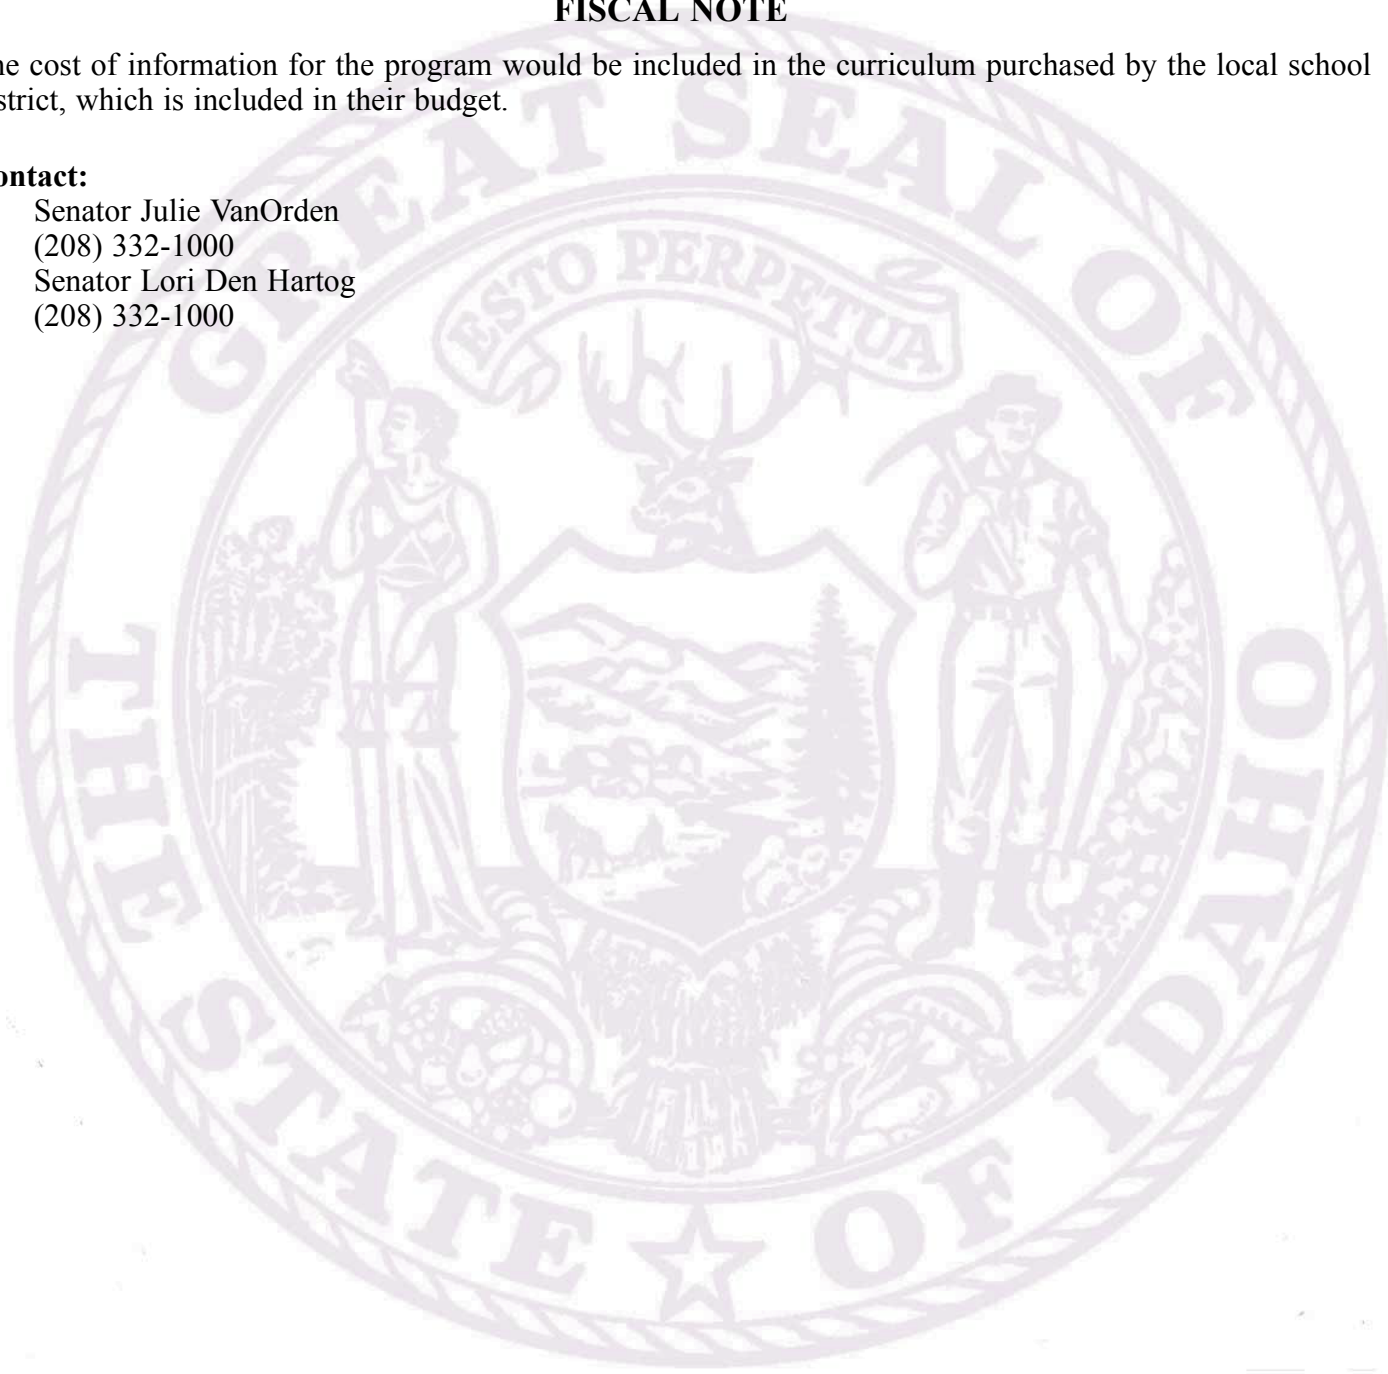 FISCAL NOTE
he cost of information for the program would be included in the curriculum purchased by the local school
strict, which is included in their budget.
ontact:
Senator Julie VanOrden
(208) 332-1000
Senator Lori Den Hartog
(208) 332-1000
THE STATE OF IDAHO
GREAT SEAL OF
ESTO PERPETUA